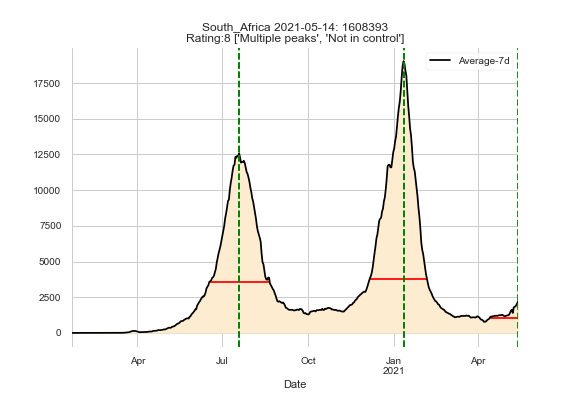 South_Africa 2021-05-14: 1608393
Rating:8 ['Multiple peaks', 'Not in control']
Average-7d
17500
15000
12500
10000
7500
5000
2500
0
Apr
Jul
Oct
Jan
2021
Apr
Date